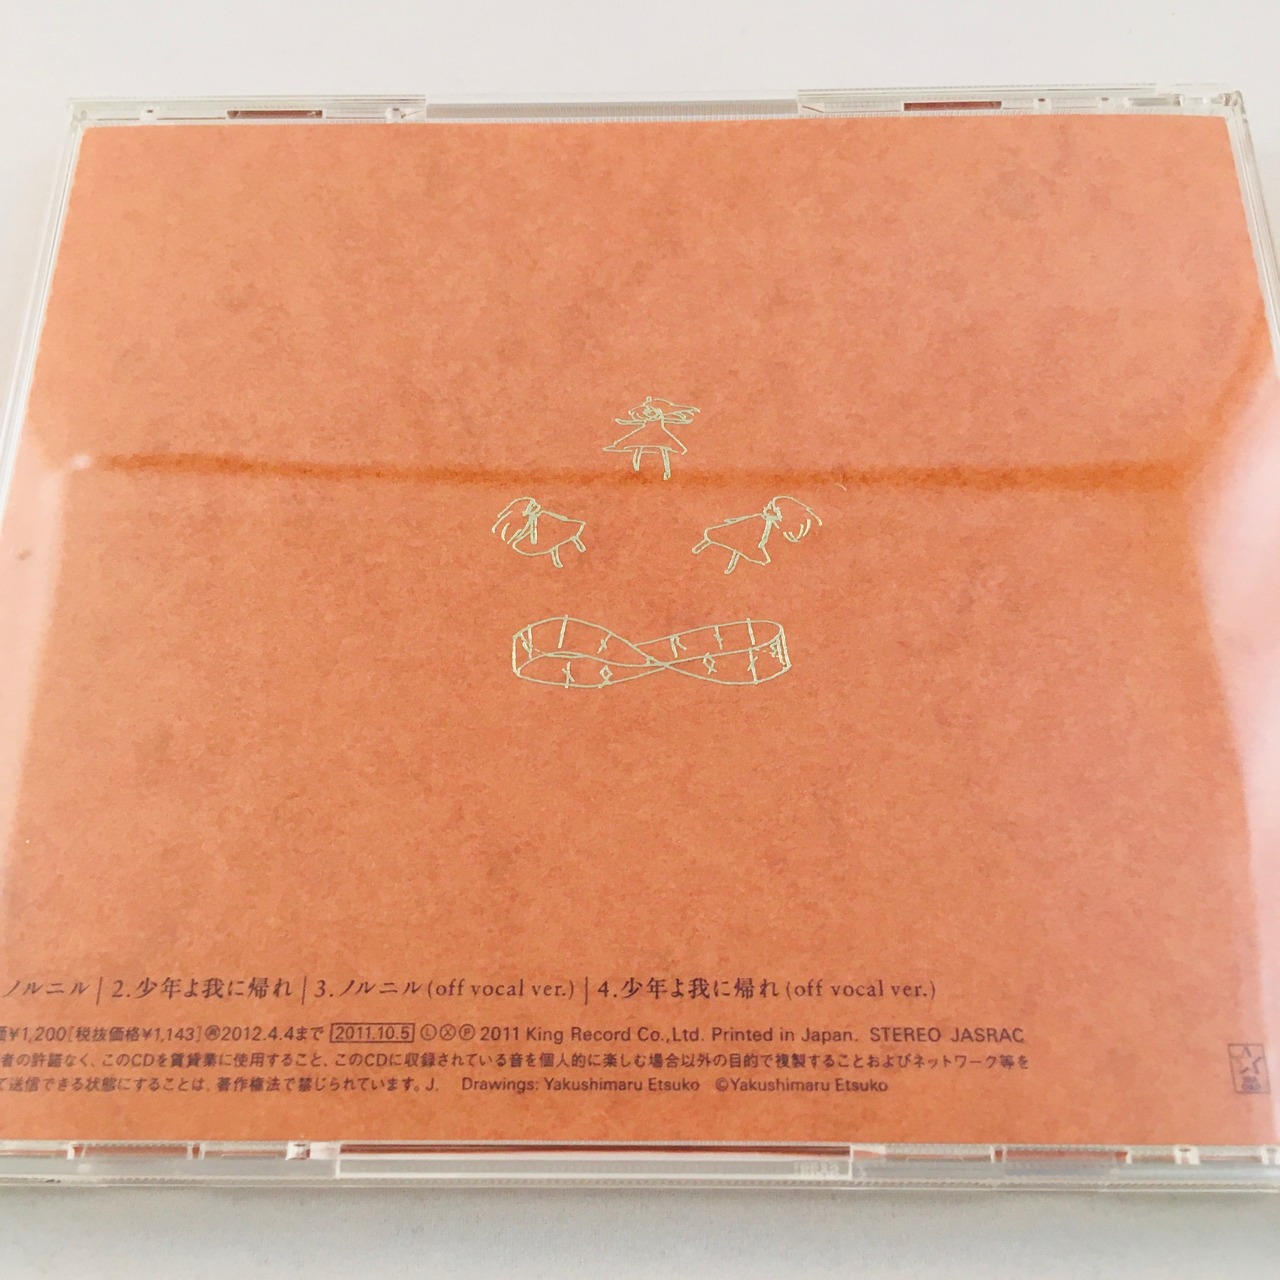 ノルニル | 2.少年よ我に帰れ | 3.ノルニル(off vocal ver.) | 4.少年よ我に帰れ(off vocal ver.)
価¥1,200[税抜価格¥1,143]㊙2012.4.4まで 2011.10.5 ⓁⓍⓅ2011 King Record Co.,Ltd. Printed in Japan. STEREO JASRAC
者の許諾なく、このCDを賃貸業に使用すること、このCDに収録されている音を個人的に楽しむ場合以外の目的で複製することおよびネットワーク等を
て送信できる状態にすることは、著作権法で禁じられています。J. Drawings: Yakushimaru Etsuko ©Yakushimaru Etsuko